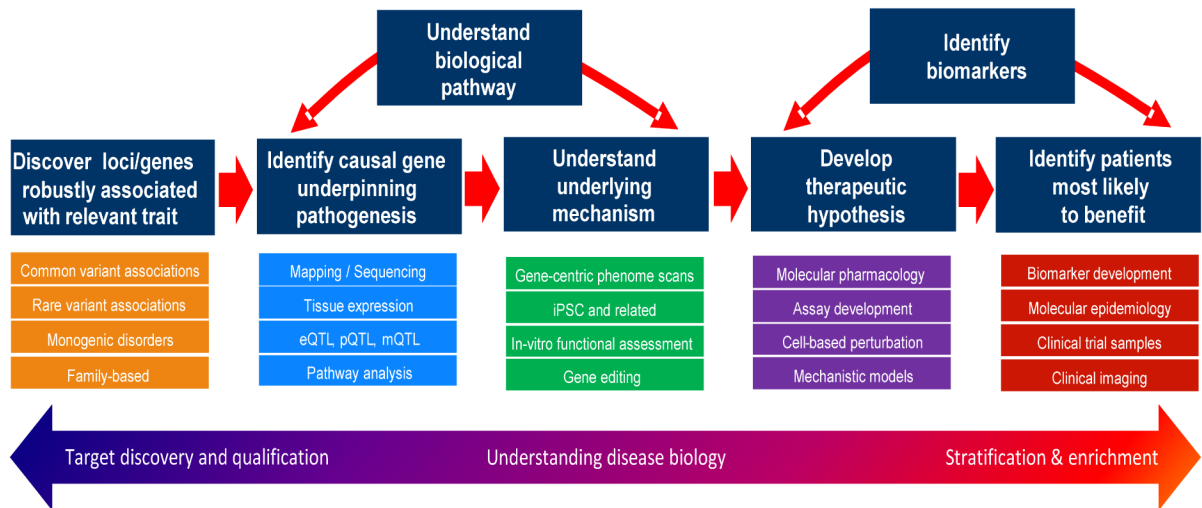 Understand
biological
pathway
Identify
biomarkers
Discover loci/genes
robustly associated
with relevant trait
Identify causal gene
underpinning
pathogenesis
Understand
underlying
mechanism
Develop
therapeutic
hypothesis
Identify patients
most likely
to benefit
Common variant associations
Rare variant associations
Monogenic disorders
Family-based
Mapping / Sequencing
Tissue expression
eQTL, pQTL, mQTL
Pathway analysis
Gene-centric phenome scans
iPSC and related
In-vitro functional assessment
Gene editing
Molecular pharmacology
Assay development
Cell-based perturbation
Mechanistic models
Biomarker development
Molecular epidemiology
Clinical trial samples
Clinical imaging
Target discovery and qualification
Understanding disease biology
Stratification & enrichment